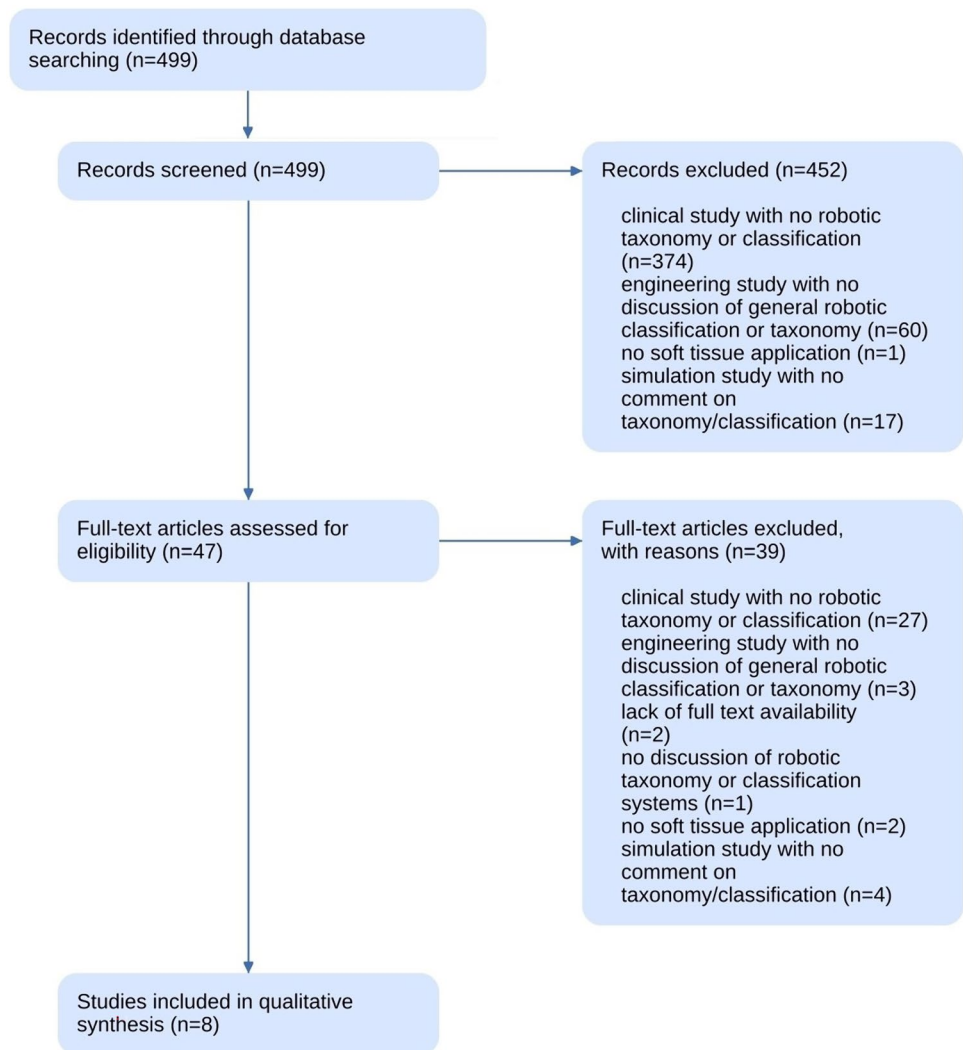 Records identified through database
searching (n=499)
Records screened (n=499)
Records excluded (n=452)
clinical study with no robotic
taxonomy or classification
(n=374)
engineering study with no
discussion of general robotic
classification or taxonomy (n=60)
no soft tissue application (n=1)
simulation study with no
comment on
taxonomy/classification (n=17)
Full-text articles assessed for
eligibility (n=47)
Full-text articles excluded,
with reasons (n=39)
clinical study with no robotic
taxonomy or classification (n=27)
engineering study with no
discussion of general robotic
classification or taxonomy (n=3)
lack of full text availability
(n=2)
no discussion of robotic
taxonomy or classification
systems (n=1)
no soft tissue application (n=2)
simulation study with no
comment on
taxonomy/classification (n=4)
Studies included in qualitative
synthesis (n=8)